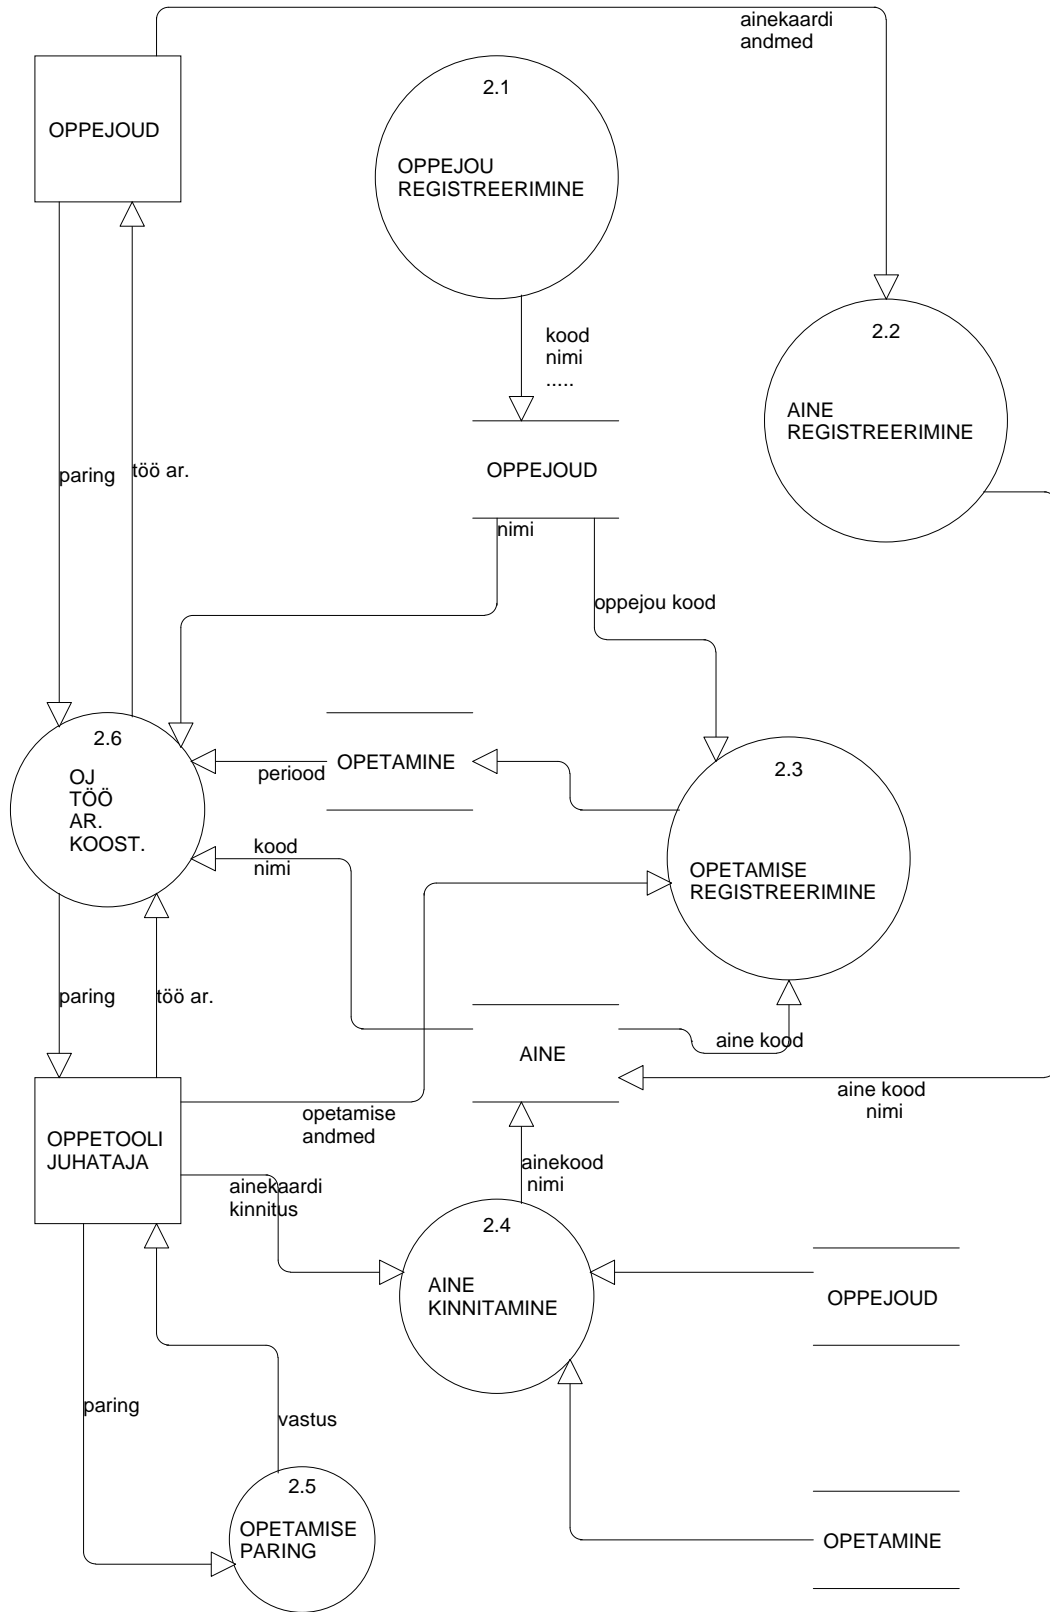 ainekaardi
andmed
2.1
OPPEJOUD
OPPEJOU
REGISTREERIMINE
2.2
kood
nimi
.....
AINE
REGISTREERIMINE
paring
töö ar.
OPPEJOUD
nimi
oppejou kood
2.6
OJ
TÖÖ
AR.
KOOST.
periood
OPETAMINE
2.3
OPETAMISE
REGISTREERIMINE
kood
nimi
paring
töö ar.
AINE
aine kood
aine kood
nimi
opetamise
andmed
OPPETOOLI
JUHATAJA
ainekaardi
kinnitus
ainekood
nimi
2.4
AINE
KINNITAMINE
OPPEJOUD
paring
vastus
2.5
OPETAMISE
PARING
OPETAMINE